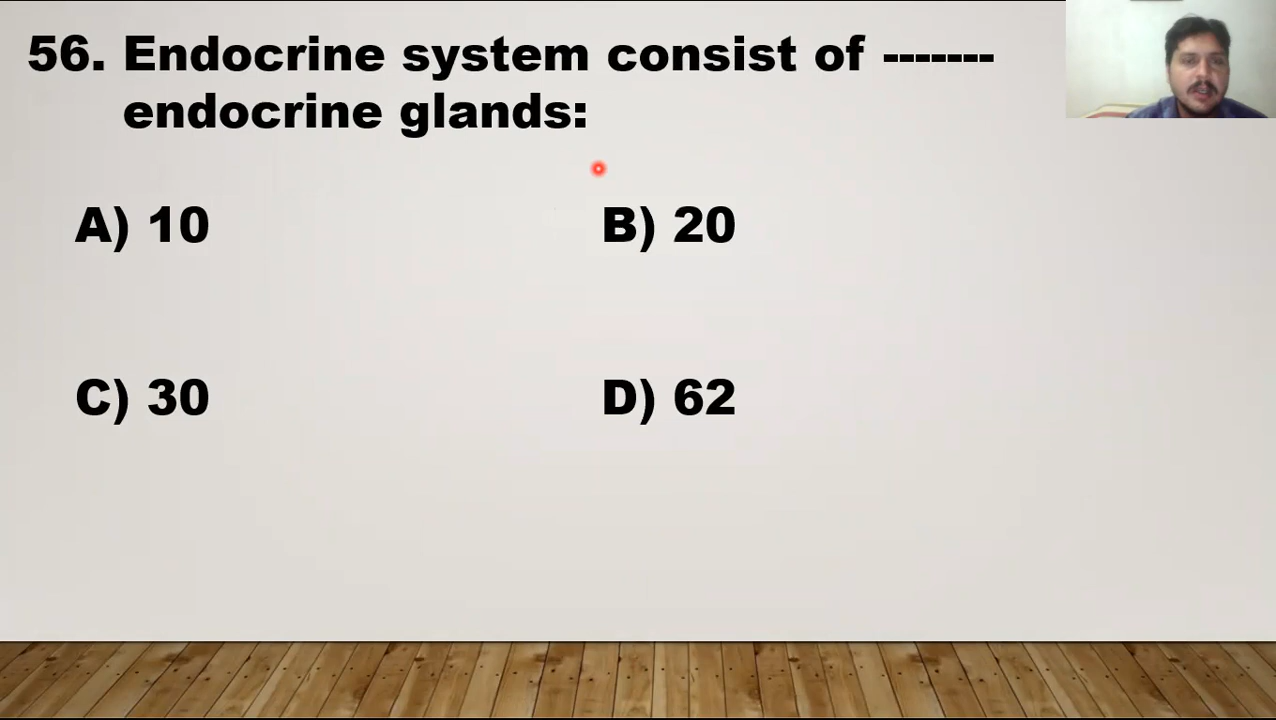 56. Endocrine system consist of -------
endocrine glands:
A) 10
B) 20
C) 30
D) 62